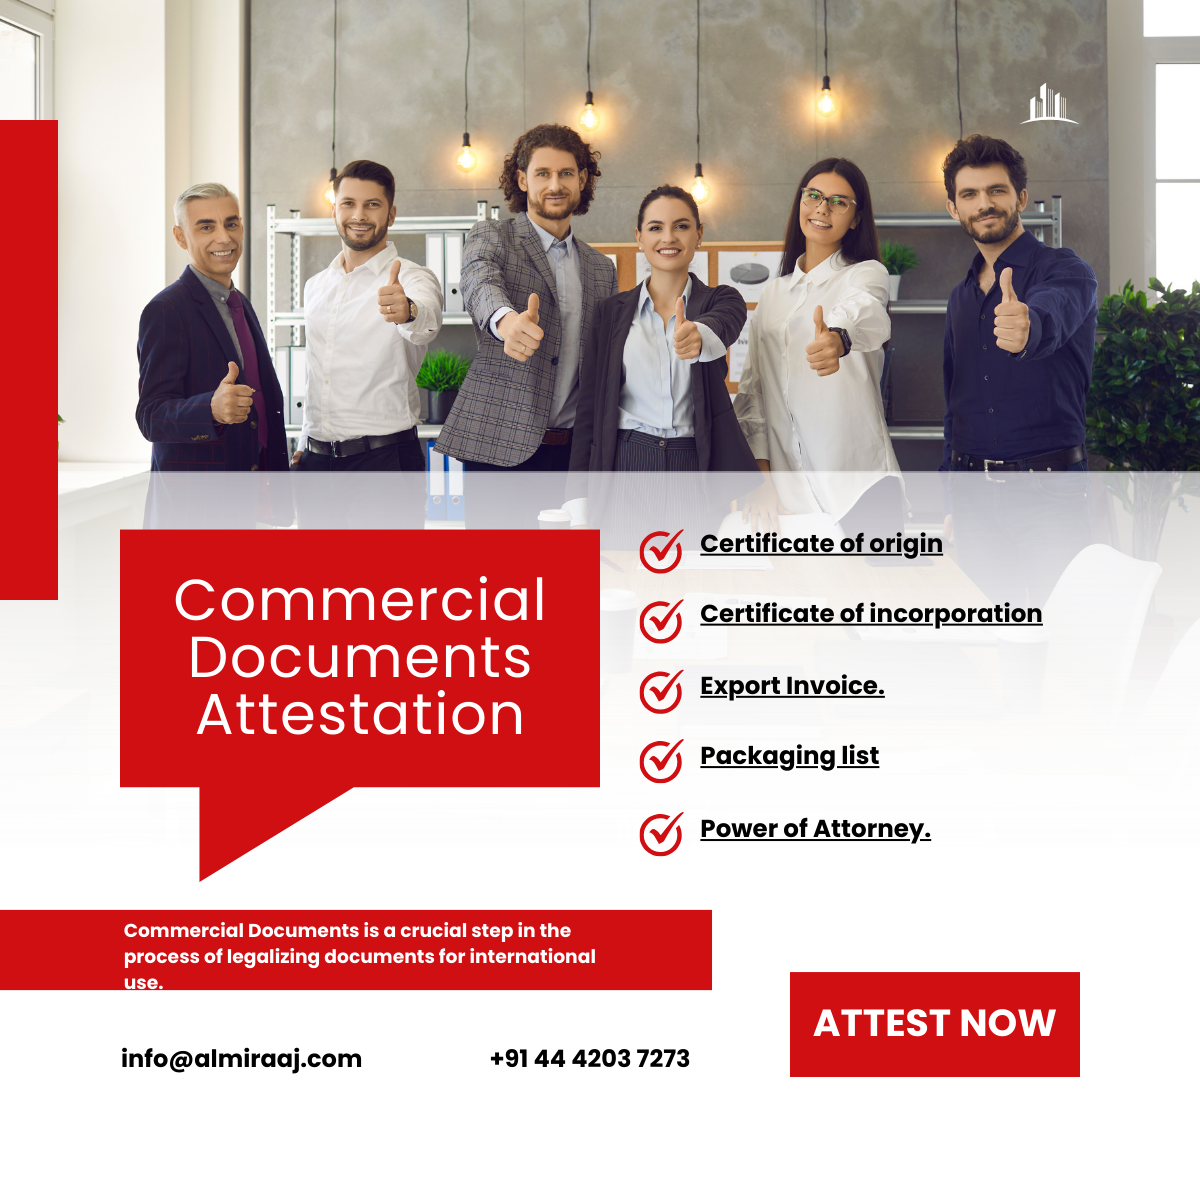 Commercial
Documents
Attestation
Certificate of origin
Certificate of incorporation
Export Invoice.
Packaging list
Power of Attorney.
Commercial Documents is a crucial step in the
process of legalizing documents for international
use.
info@almiraaj.com
+91 44 4203 7273
ATTEST NOW